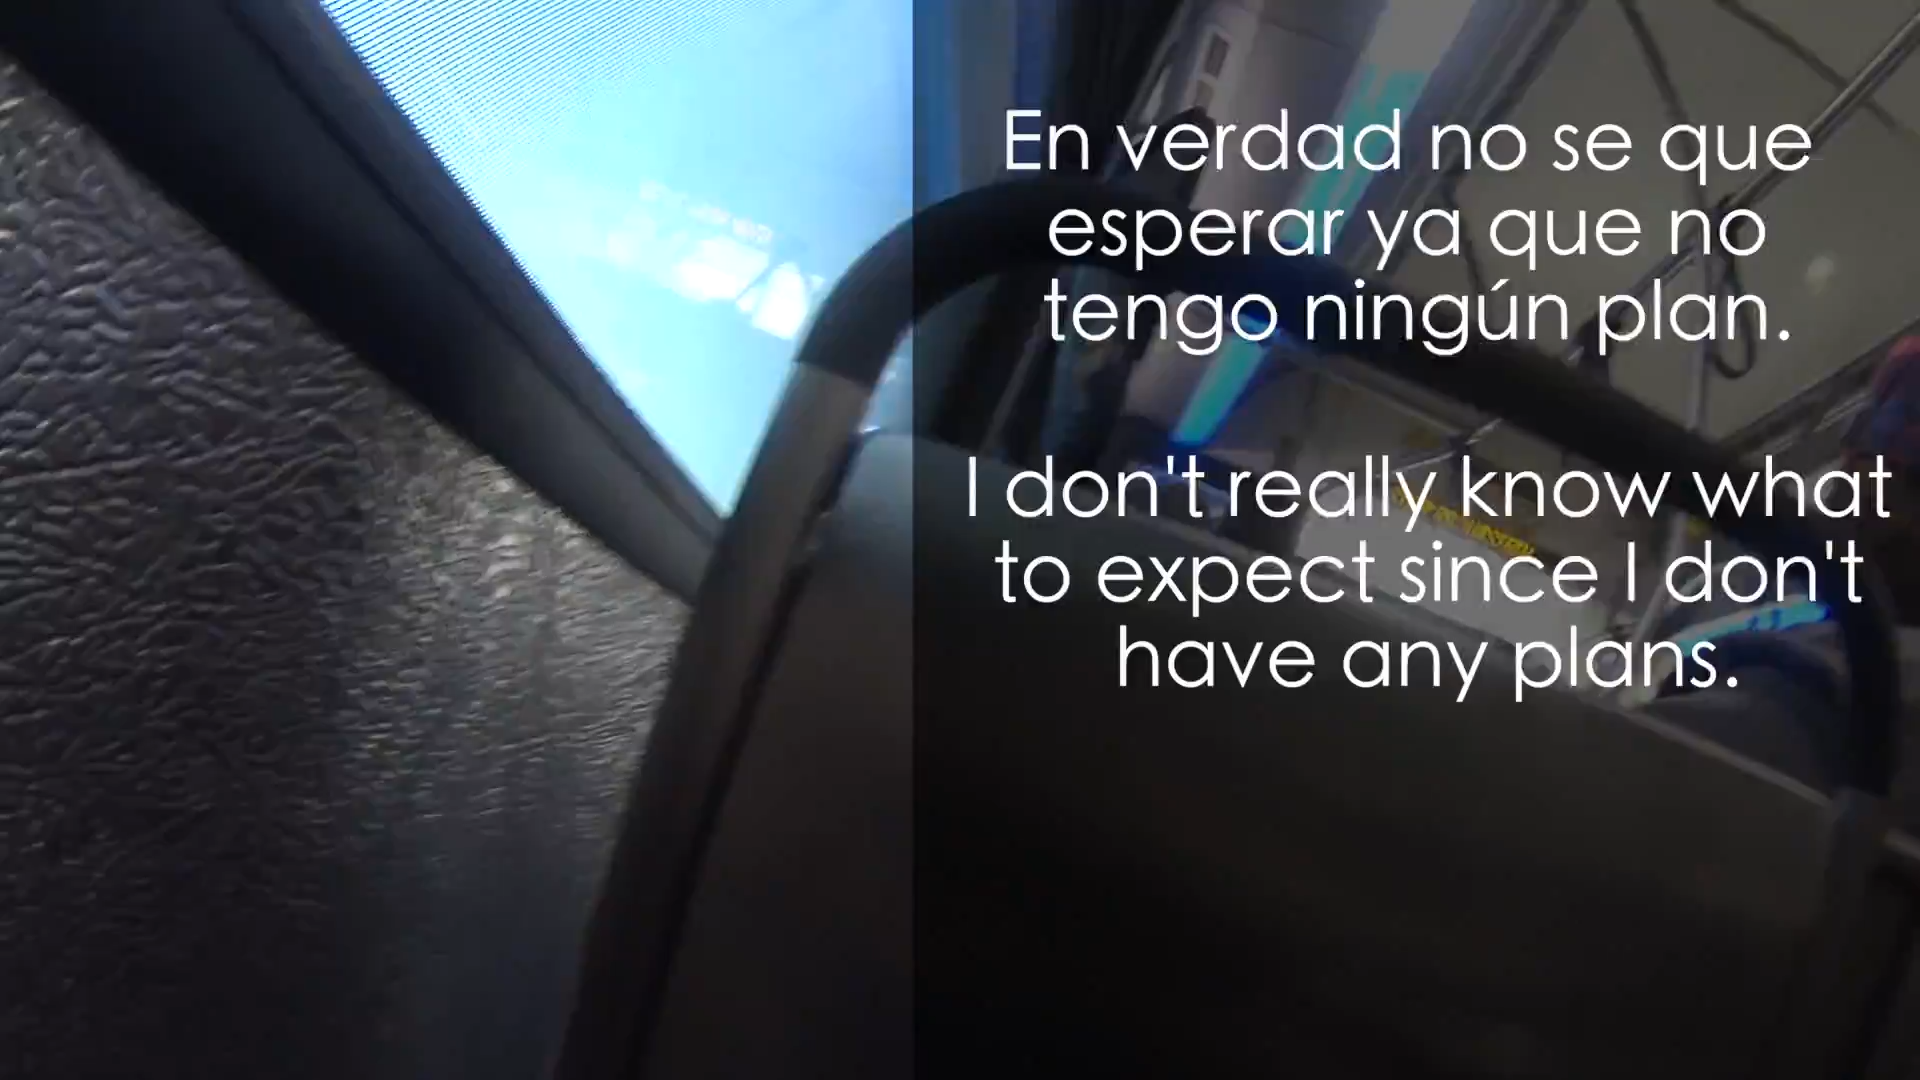 En verdad no se que
esperar ya que no
tengo ningún plan.
I don't really know what
to expect since I don't
have any plans.